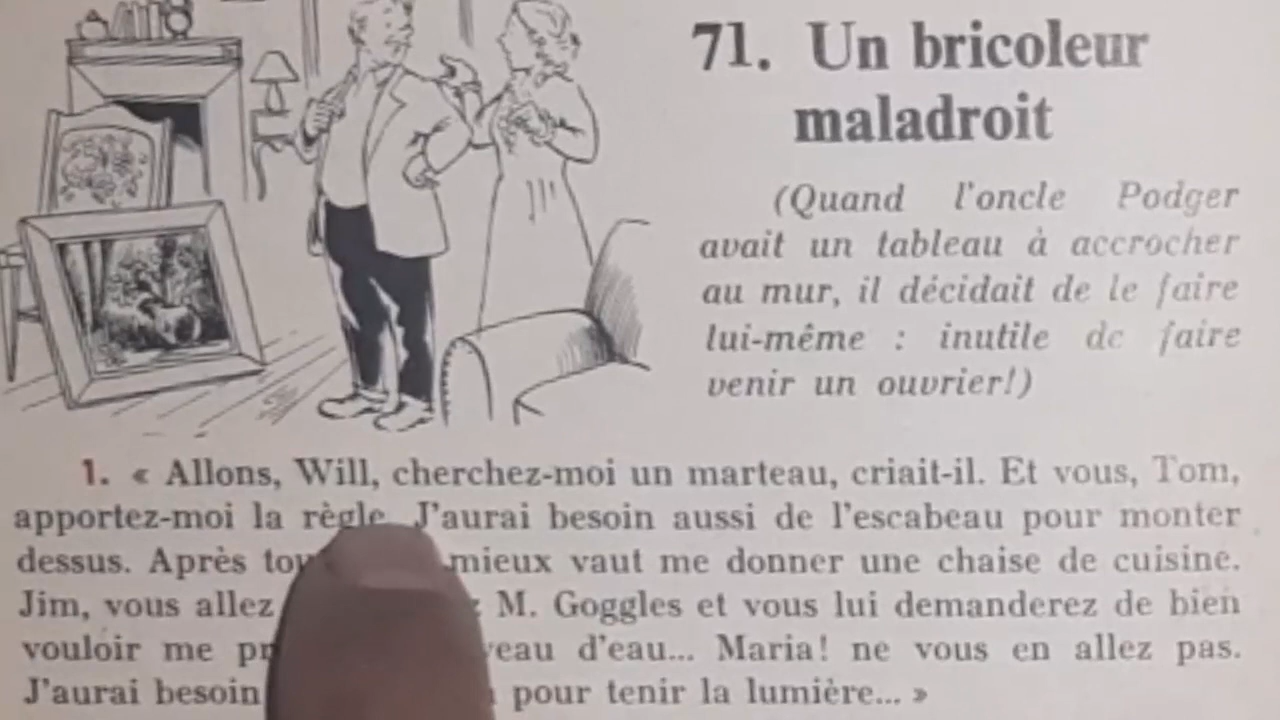 71. Un bricoleur
maladroit
(Quand l'oncle Podger
avait un tableau à accrocher
au mur, il décidait de le faire
lui-même : inutile de faire
venir un ouvrier!)
1. « Allons, Will, cherchez-moi un marteau, criait-il. Et vous, Tom,
apportez-moi la règle. J'aurai besoin aussi de l'escabeau pour monter
dessus. Après mieux vaut me donner une chaise de cuisine.
Jim, vous allez M. Goggles et vous lui demanderez de bien
vouloir me d'eau... Maria! ne vous en allez pas.
J'aurai besoin pour tenir la lumière... »